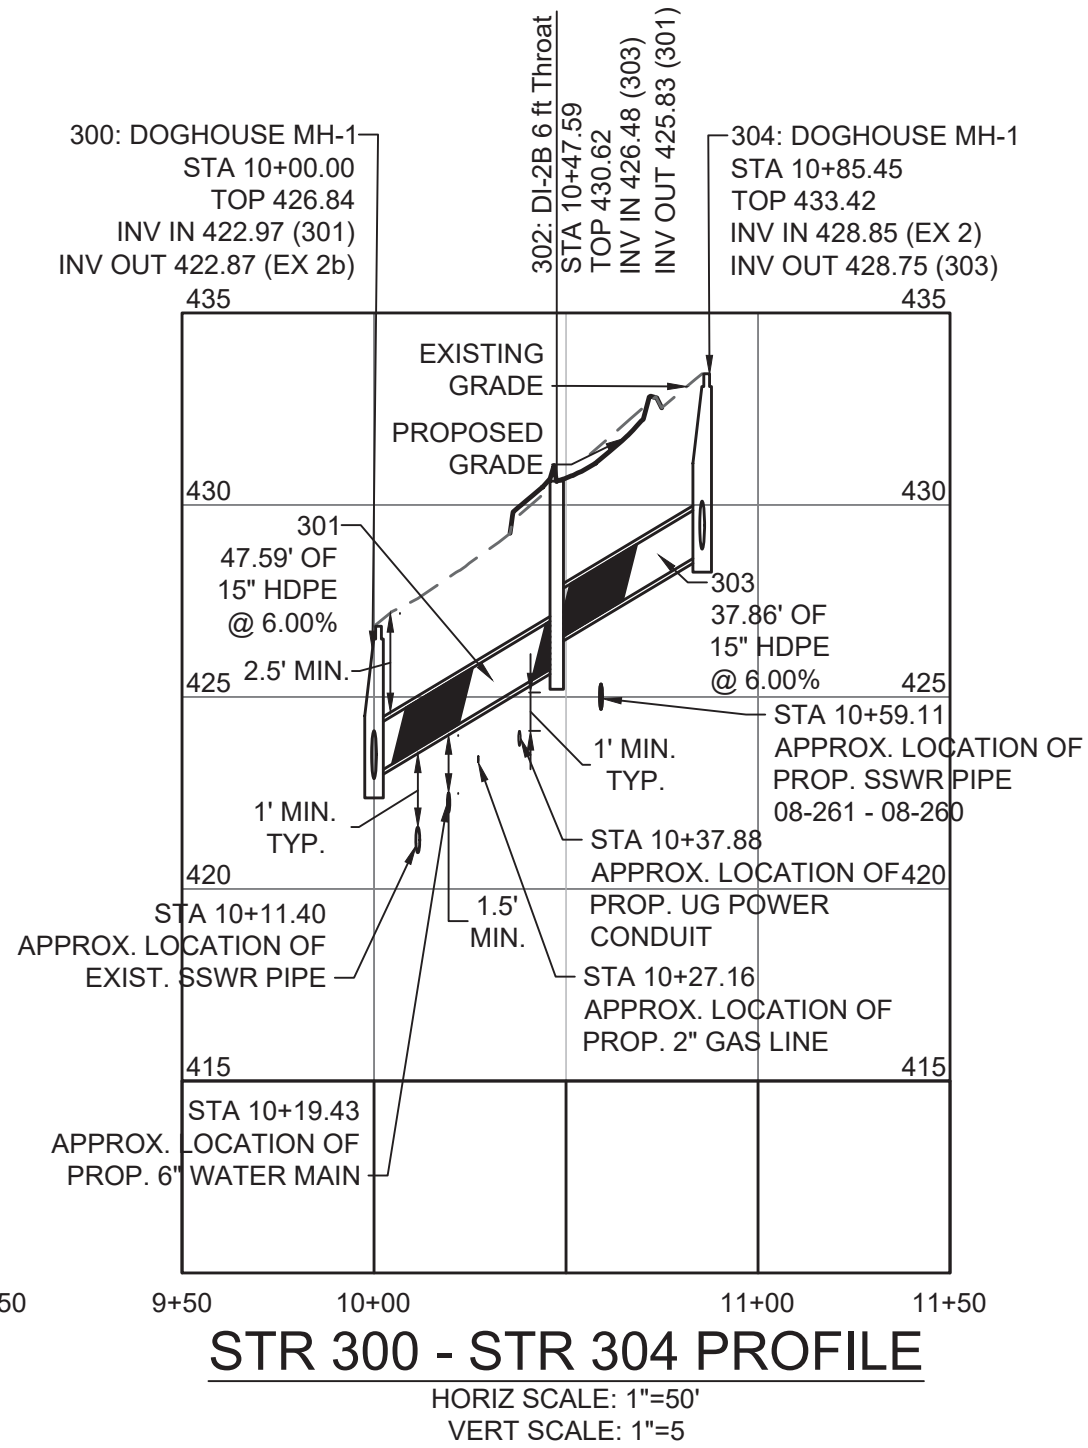 300: DOGHOUSE MH-1
STA 10+00.00
TOP 426.84
INV IN 422.97 (301)
INV OUT 422.87 (EX 2b)
302: DI-2B 6 ft Throat
STA 10+47.59
TOP 430.62
INV IN 426.48 (303)
INV OUT 425.83 (301)
304: DOGHOUSE MH-1
STA 10+85.45
TOP 433.42
INV IN 428.85 (EX 2)
INV OUT 428.75 (303)
435
435
EXISTING
GRADE
PROPOSED
GRADE
430
430
301
47.59' OF
15" HDPE
@ 6.00%
2.5' MIN.
303
37.86' OF
15" HDPE
@ 6.00%
425
425
STA 10+59.11
APPROX. LOCATION OF
PROP. SSWR PIPE
08-261 - 08-260
1' MIN.
TYP.
1' MIN.
TYP.
STA 10+37.88
APPROX. LOCATION OF
PROP. UG POWER
CONDUIT
420
420
1.5'
MIN.
STA 10+11.40
APPROX. LOCATION OF
EXIST. SSWR PIPE
STA 10+27.16
APPROX. LOCATION OF
PROP. 2" GAS LINE
415
415
STA 10+19.43
APPROX. LOCATION OF
PROP. 6" WATER MAIN
50
9+50
10+00
11+00
11+50
STR 300 - STR 304 PROFILE
HORIZ SCALE: 1"=50'
VERT SCALE: 1"=5